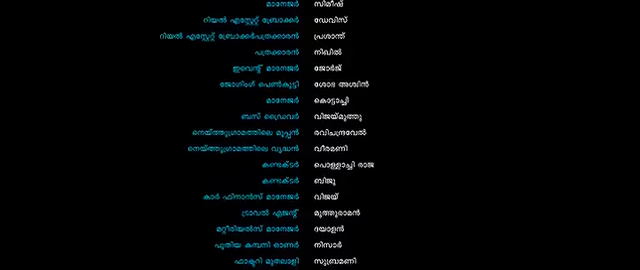 മാനേജർ സിമീഷ്
റിയൽ എസ്റ്റേറ്റ് ബ്രോക്കർ ഡേവിസ്
റിയൽ എസ്റ്റേറ്റ് ബ്രോക്കർപത്രക്കാരൻ പ്രശാന്ത്
പത്രക്കാരൻ നിഖിൽ
ഇവെന്റ് മാനേജർ ജോർജ്
ജോഗിംഗ് പെൺകുട്ടി ശോഭ അശ്വിൻ
മാനേജർ കൊട്ടാച്ചി
ബസ് ഡ്രൈവർ വിജയ്മുത്തു
നെയ്ത്തുഗ്രാമത്തിലെ മൂപ്പൻ രവിചന്ദ്രവേൽ
നെയ്ത്തുഗ്രാമത്തിലെ വൃദ്ധൻ വീരമണി
കണ്ടക്ടർ പൊള്ളാച്ചി രാജ
കണ്ടക്ടർ ബിജു
കാർ ഫിനാൻസ് മാനേജർ വിജയ്
ട്രാവൽ ഏജന്റ് മുത്തുരാമൻ
മറ്റീരിയൽസ് മാനേജർ ദയാളൻ
പുതിയ കമ്പനി ഓണർ നിസാർ
ഫാക്ടറി മുതലാളി സുബ്രമണി